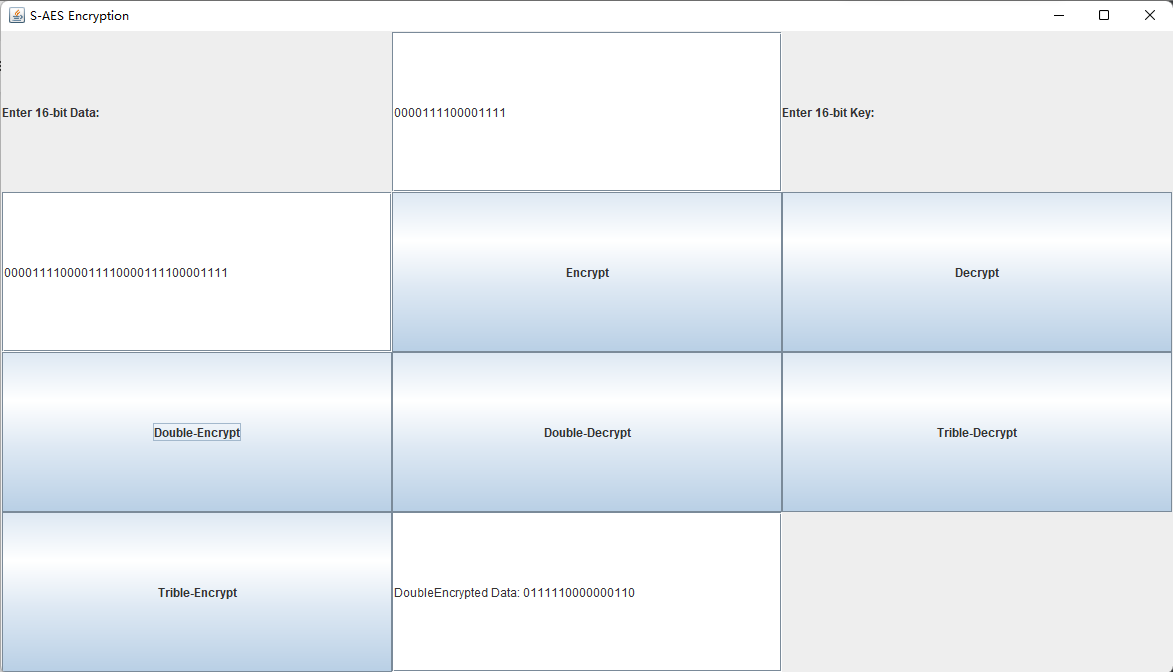 S-AES Encryption
Enter 16-bit Data:
0000111100001111
Enter 16-bit Key:
00001111000011110000111100001111
Encrypt
Decrypt
Double-Encrypt
Double-Decrypt
Trible-Decrypt
Trible-Encrypt
DoubleEncrypted Data: 0111110000000110